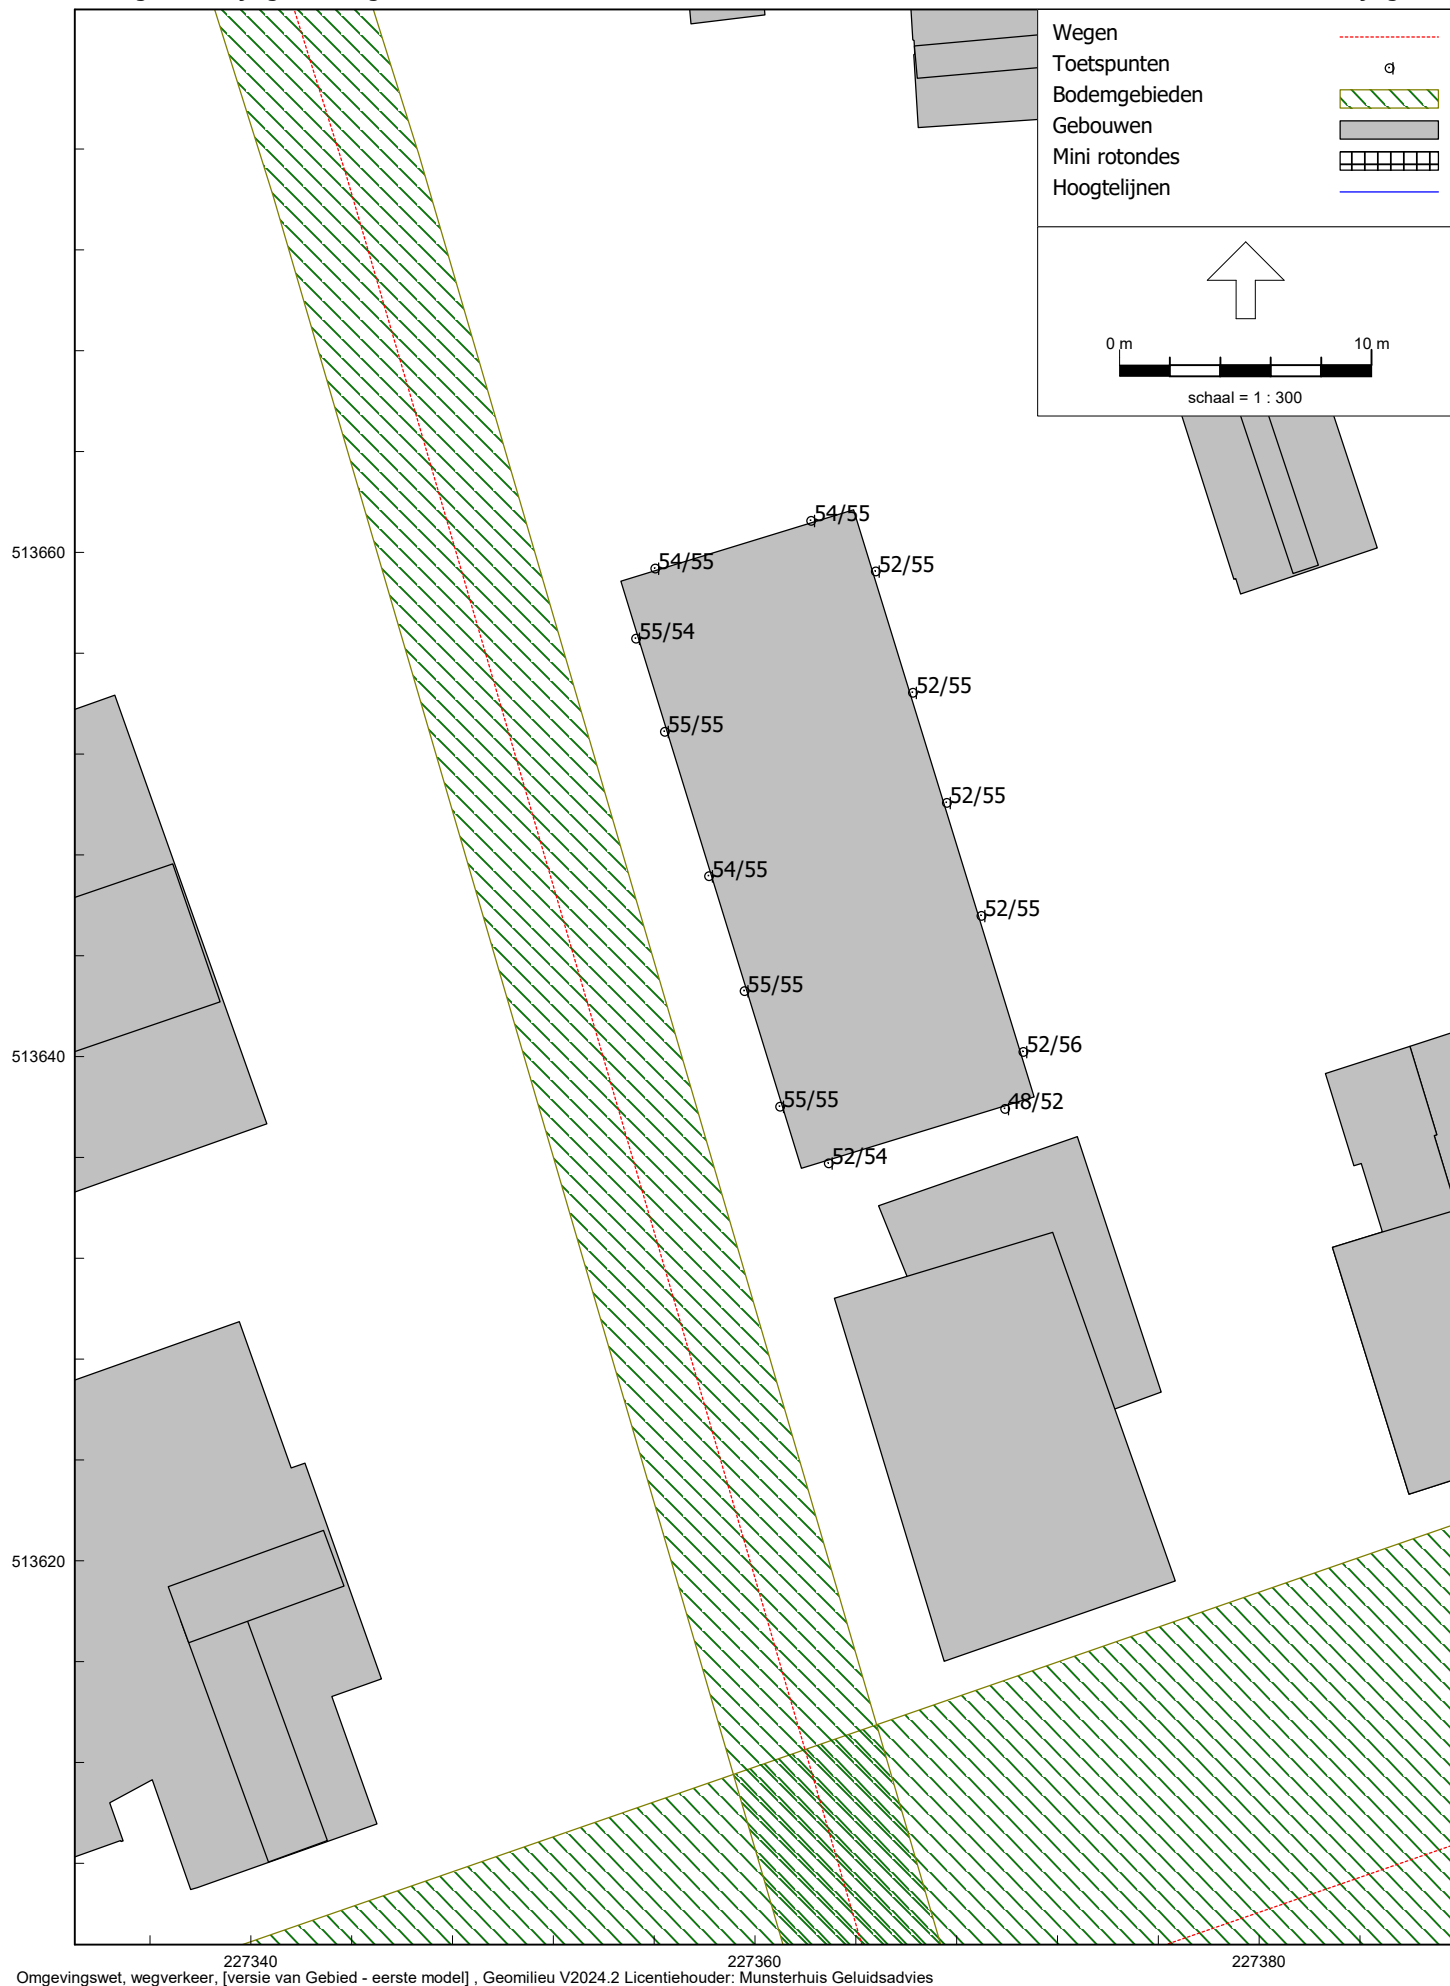 Wegen
Toetspunten
Bodemgebieden
Gebouwen
Mini rotondes
Hoogtelijnen
0 m
10 m
schaal = 1 : 300
54/55
54/55
52/55
55/54
52/55
55/55
52/55
54/55
52/55
55/55
52/56
55/55
48/52
52/54
513660
513640
513620
227340
227360
227380
Omgevingswet, wegverkeer, [versie van Gebied - eerste model] , Geomilieu V2024.2 Licentiehouder: Munsterhuis Geluidsadvies